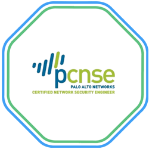 pcnse
PALO ALTO NETWORKS
CERTIFIED NETWORK SECURITY ENGINEER